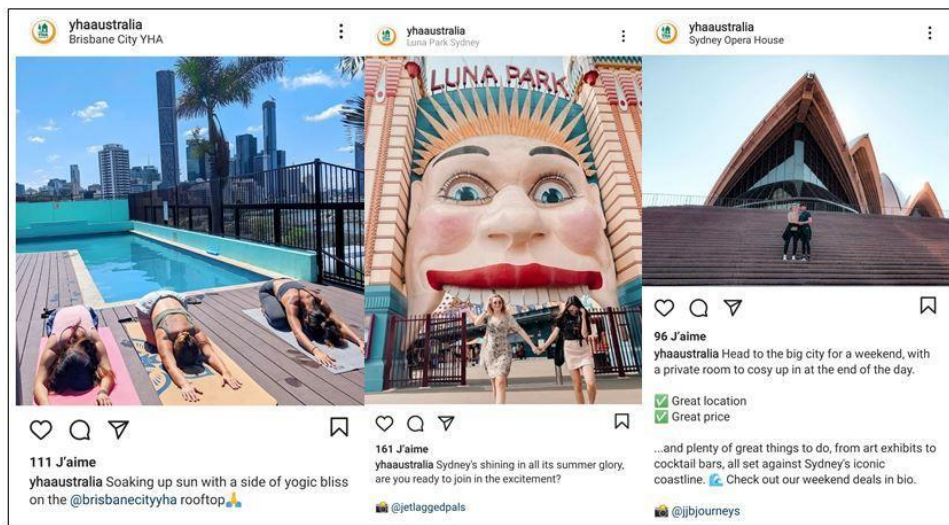 yhaaustralia
Brisbane City YHA
111 J'aime
yhaaustralia Soaking up sun with a side of yogic bliss
on the @brisbanecityyha rooftop🙏
yhaaustralia
Luna Park Sydney
LUNA PARK
161 J'aime
yhaaustralia Sydney's shining in all its summer glory,
are you ready to join in the excitement?
📸 @jetlaggedpals
yhaaustralia
Sydney Opera House
96 J'aime
yhaaustralia Head to the big city for a weekend, with
a private room to cosy up in at the end of the day.
✅ Great location
✅ Great price
...and plenty of great things to do, from art exhibits to
cocktail bars, all set against Sydney's iconic
coastline. 🌊 Check out our weekend deals in bio.
📸 @jjbjourneys